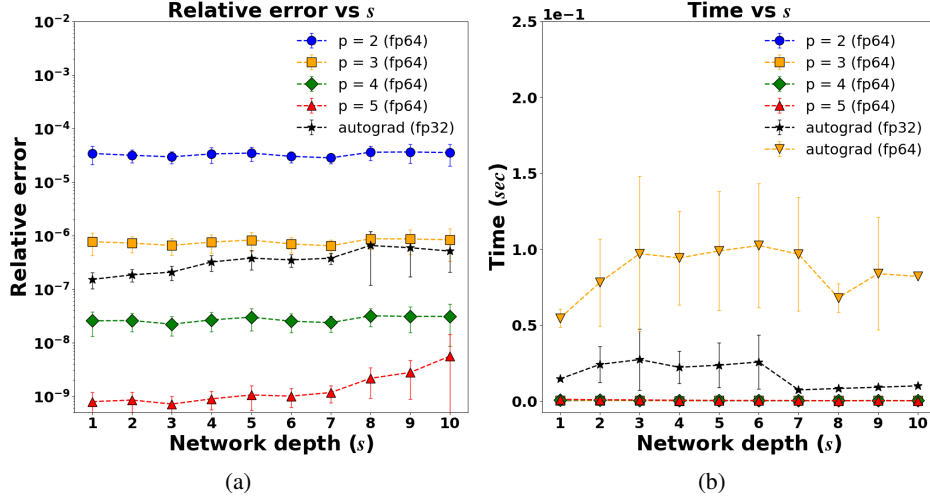 Relative error vs s
10⁻²
10⁻³
10⁻⁴
10⁻⁵
10⁻⁶
10⁻⁷
10⁻⁸
10⁻⁹
Relative error
p = 2 (fp64)
p = 3 (fp64)
p = 4 (fp64)
p = 5 (fp64)
autograd (fp32)
1 2 3 4 5 6 7 8 9 10
Network depth (s)
(a)
Time vs s
1e−1
2.5
2.0
1.5
1.0
0.5
0.0
Time (sec)
p = 2 (fp64)
p = 3 (fp64)
p = 4 (fp64)
p = 5 (fp64)
autograd (fp32)
autograd (fp64)
1 2 3 4 5 6 7 8 9 10
Network depth (s)
(b)